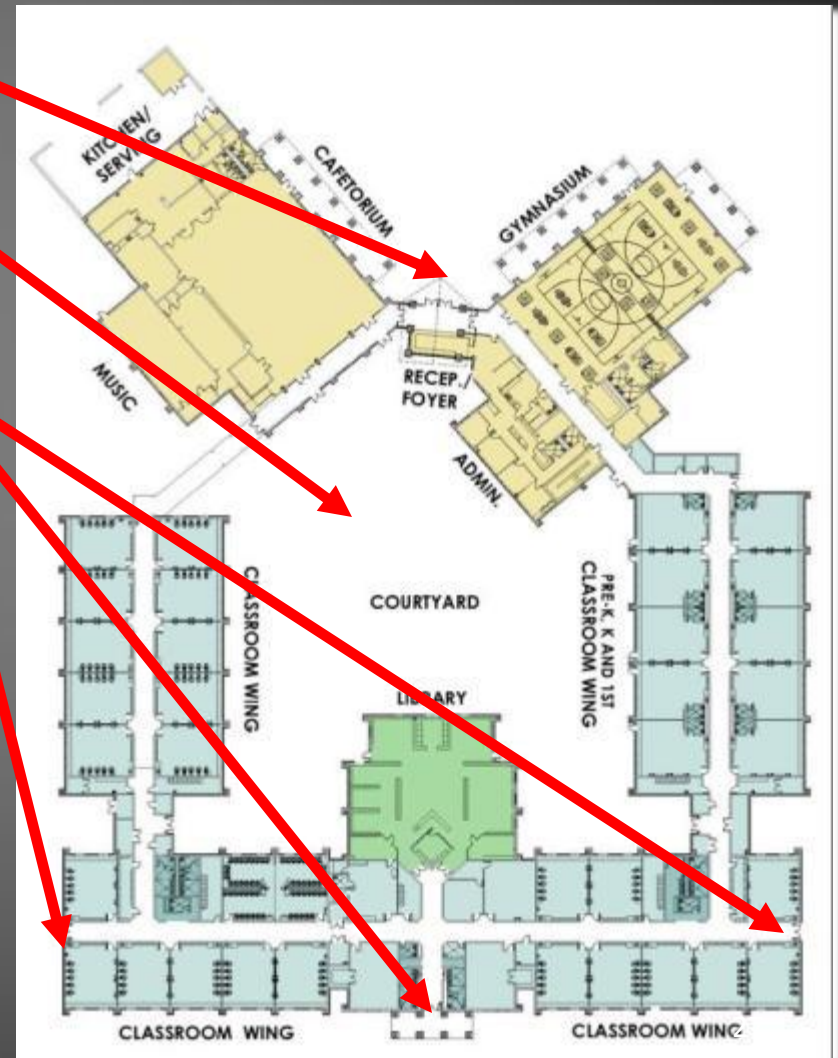 KITCHEN/
SERVING
CAFETORIUM
GYMNASIUM
MUSIC
RECEP./
FOYER
ADMIN.
CLASSROOM WING
COURTYARD
PRE-K, K AND 1ST
CLASSROOM WING
LIBRARY
CLASSROOM WING
CLASSROOM WING